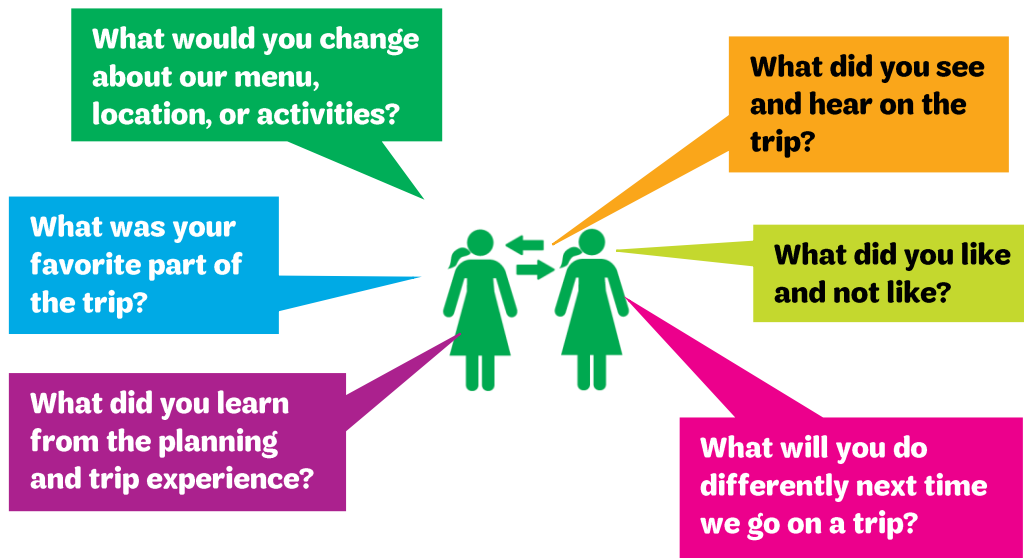 What would you change
about our menu,
location, or activities?
What did you see
and hear on the
trip?
What was your
favorite part of
the trip?
What did you like
and not like?
What did you learn
from the planning
and trip experience?
What will you do
differently next time
we go on a trip?